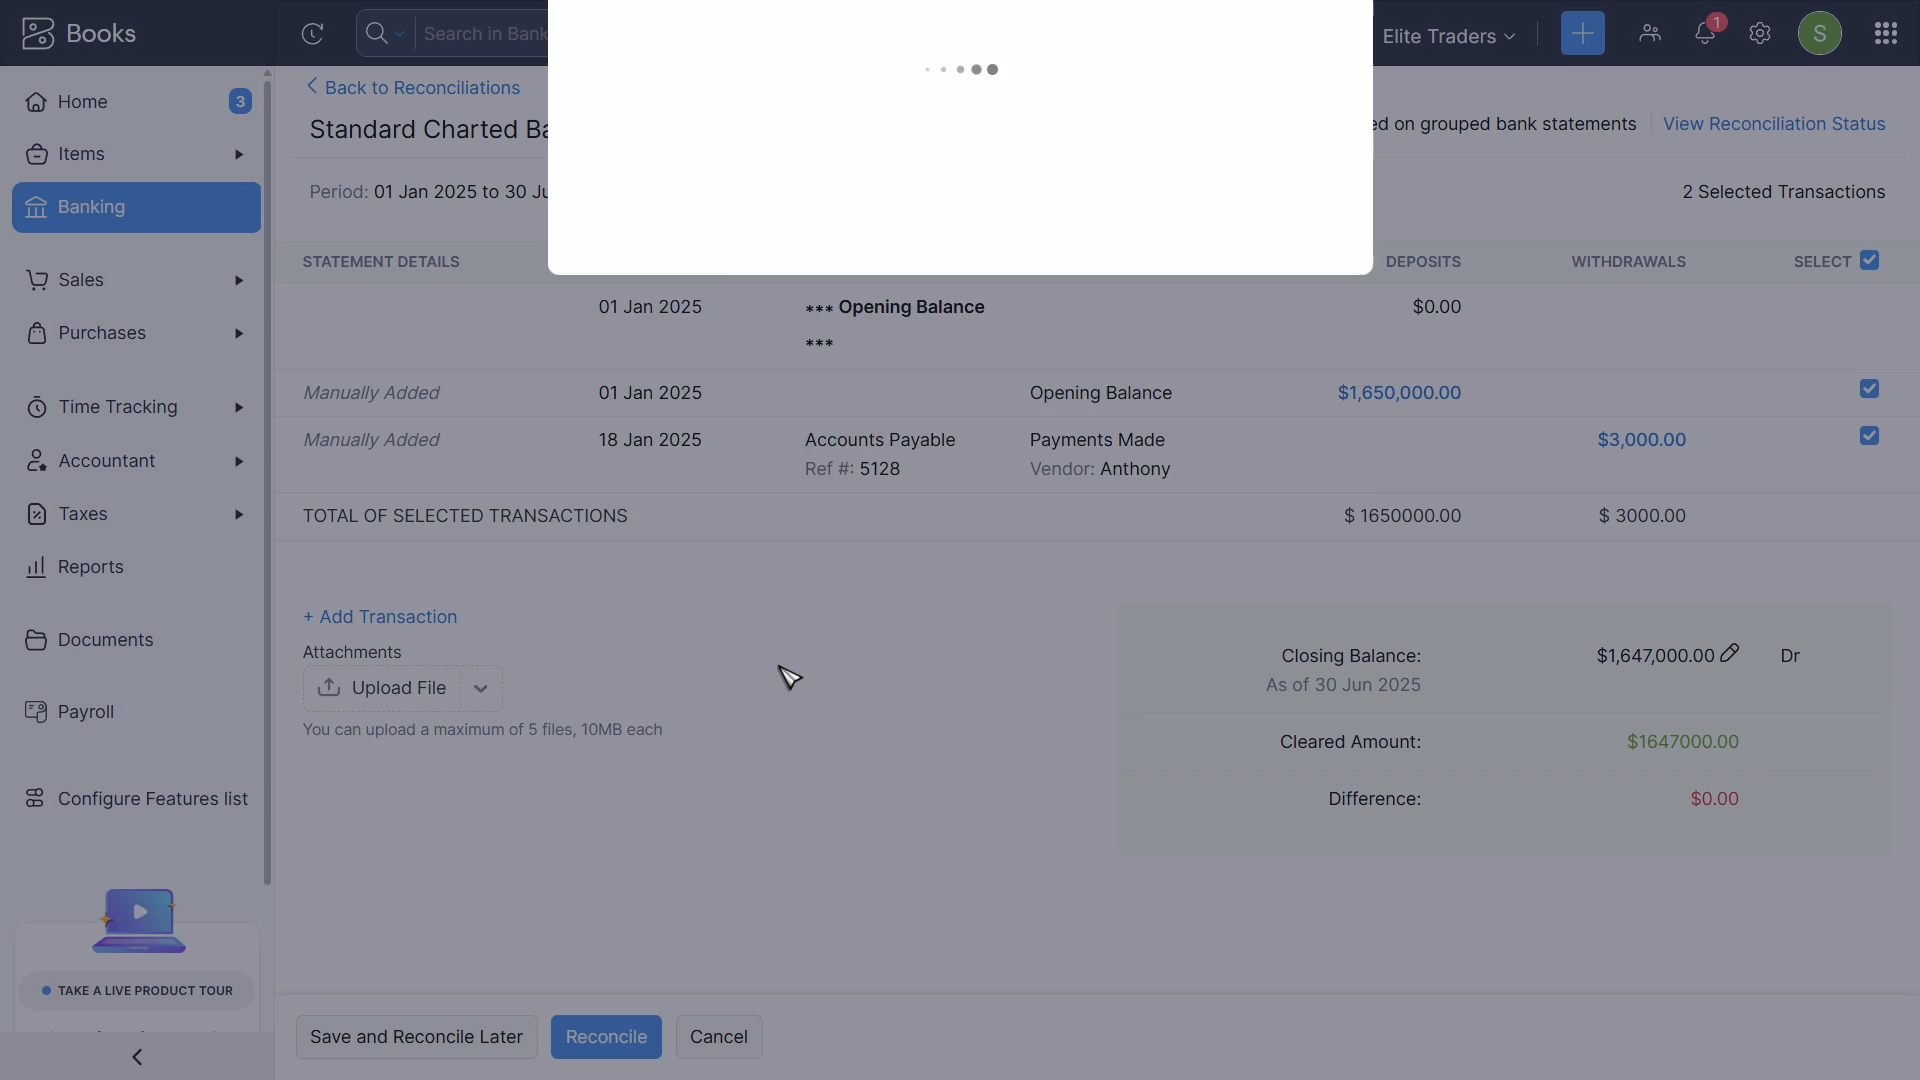 Books
Search in Bank
Elite Traders
1
S
Home
3
Items
Banking
Sales
Purchases
Time Tracking
Accountant
Taxes
Reports
Documents
Payroll
Configure Features list
TAKE A LIVE PRODUCT TOUR
Back to Reconciliations
Standard Charted Ba
ed on grouped bank statements
View Reconciliation Status
Period: 01 Jan 2025 to 30 Ju
2 Selected Transactions
STATEMENT DETAILS DEPOSITS WITHDRAWALS SELECT
01 Jan 2025 *** Opening Balance $0.00
***
Manually Added 01 Jan 2025 Opening Balance $1,650,000.00
Manually Added 18 Jan 2025 Accounts Payable Payments Made $3,000.00
Ref #: 5128 Vendor: Anthony
TOTAL OF SELECTED TRANSACTIONS $ 1650000.00 $ 3000.00
+ Add Transaction
Attachments
Upload File
You can upload a maximum of 5 files, 10MB each
Closing Balance: $1,647,000.00 Dr
As of 30 Jun 2025
Cleared Amount: $1647000.00
Difference: $0.00
Save and Reconcile Later
Reconcile
Cancel